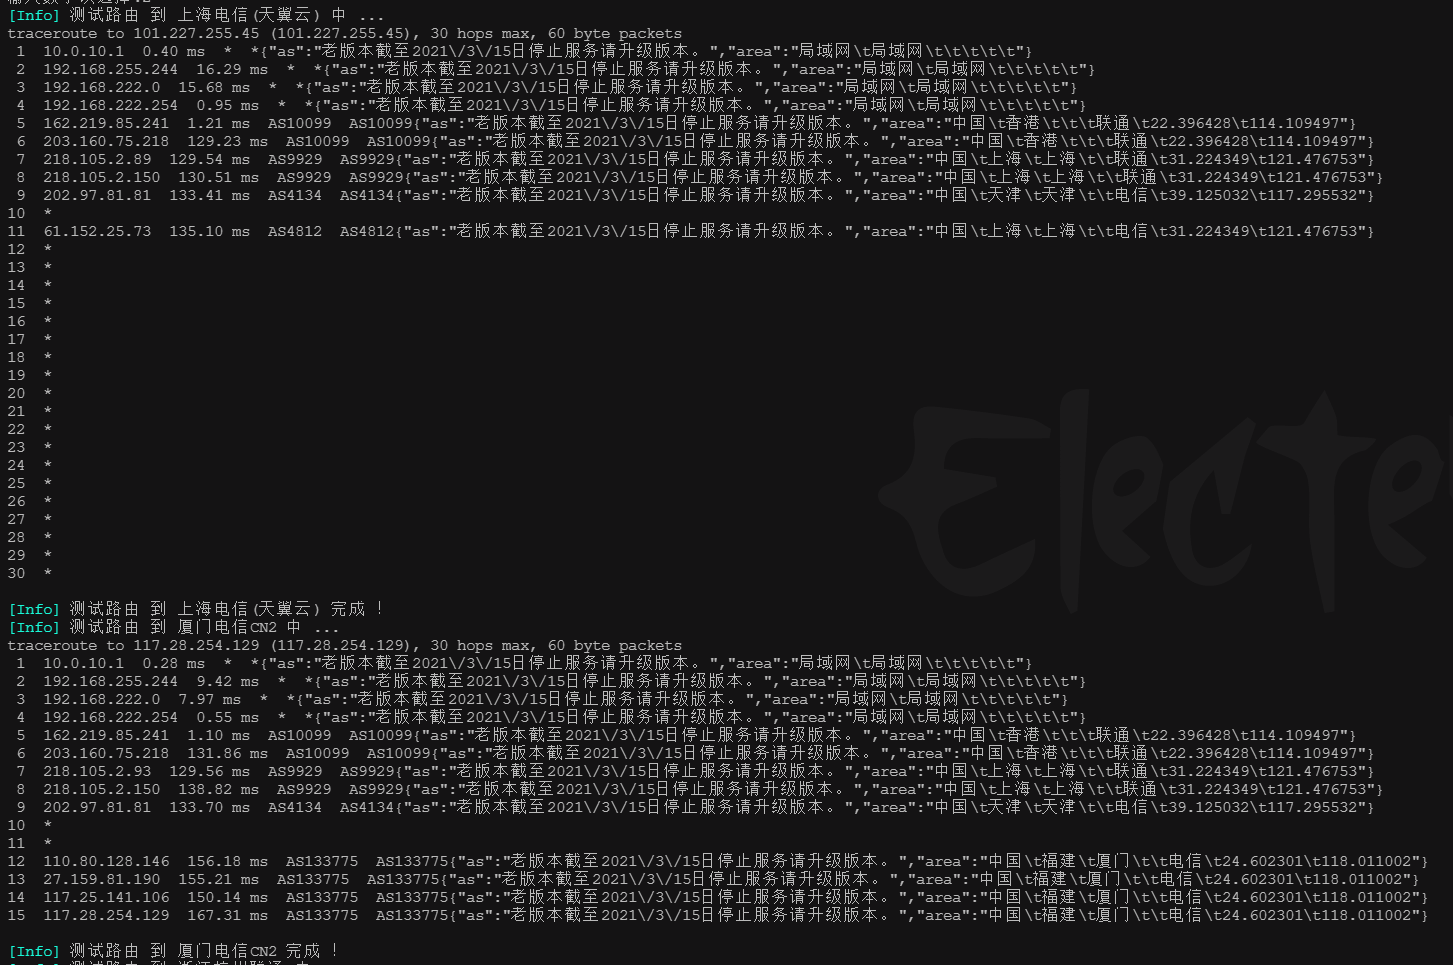 [Info] 测试路由 到 上海电信(天翼云) 中 ...
traceroute to 101.227.255.45 (101.227.255.45), 30 hops max, 60 byte packets
1 10.0.10.1 0.40 ms * *{"as":"老版本截至2021\/3\/15日停止服务请升级版本。","area":"局域网\t局域网\t\t\t\t\t"}
2 192.168.255.244 16.29 ms * *{"as":"老版本截至2021\/3\/15日停止服务请升级版本。","area":"局域网\t局域网\t\t\t\t\t"}
3 192.168.222.0 15.68 ms * *{"as":"老版本截至2021\/3\/15日停止服务请升级版本。","area":"局域网\t局域网\t\t\t\t\t"}
4 192.168.222.254 0.95 ms * *{"as":"老版本截至2021\/3\/15日停止服务请升级版本。","area":"局域网\t局域网\t\t\t\t\t"}
5 162.219.85.241 1.21 ms AS10099 AS10099{"as":"老版本截至2021\/3\/15日停止服务请升级版本。","area":"中国\t香港\t\t\t联通\t22.396428\t114.109497"}
6 203.160.75.218 129.23 ms AS10099 AS10099{"as":"老版本截至2021\/3\/15日停止服务请升级版本。","area":"中国\t香港\t\t\t联通\t22.396428\t114.109497"}
7 218.105.2.89 129.54 ms AS9929 AS9929{"as":"老版本截至2021\/3\/15日停止服务请升级版本。","area":"中国\t上海\t上海\t\t联通\t31.224349\t121.476753"}
8 218.105.2.150 130.51 ms AS9929 AS9929{"as":"老版本截至2021\/3\/15日停止服务请升级版本。","area":"中国\t上海\t上海\t\t联通\t31.224349\t121.476753"}
9 202.97.81.81 133.41 ms AS4134 AS4134{"as":"老版本截至2021\/3\/15日停止服务请升级版本。","area":"中国\t天津\t天津\t\t电信\t39.125032\t117.295532"}
10 *
11 61.152.25.73 135.10 ms AS4812 AS4812{"as":"老版本截至2021\/3\/15日停止服务请升级版本。","area":"中国\t上海\t上海\t\t电信\t31.224349\t121.476753"}
12 *
13 *
14 *
15 *
16 *
17 *
18 *
19 *
20 *
21 *
22 *
23 *
24 *
25 *
26 *
27 *
28 *
29 *
30 *
[Info] 测试路由 到 上海电信(天翼云) 完成 !
[Info] 测试路由 到 厦门电信CN2 中 ...
traceroute to 117.28.254.129 (117.28.254.129), 30 hops max, 60 byte packets
1 10.0.10.1 0.28 ms * *{"as":"老版本截至2021\/3\/15日停止服务请升级版本。","area":"局域网\t局域网\t\t\t\t\t"}
2 192.168.255.244 9.42 ms * *{"as":"老版本截至2021\/3\/15日停止服务请升级版本。","area":"局域网\t局域网\t\t\t\t\t"}
3 192.168.222.0 7.97 ms * *{"as":"老版本截至2021\/3\/15日停止服务请升级版本。","area":"局域网\t局域网\t\t\t\t\t"}
4 192.168.222.254 0.55 ms * *{"as":"老版本截至2021\/3\/15日停止服务请升级版本。","area":"局域网\t局域网\t\t\t\t\t"}
5 162.219.85.241 1.10 ms AS10099 AS10099{"as":"老版本截至2021\/3\/15日停止服务请升级版本。","area":"中国\t香港\t\t\t联通\t22.396428\t114.109497"}
6 203.160.75.218 131.86 ms AS10099 AS10099{"as":"老版本截至2021\/3\/15日停止服务请升级版本。","area":"中国\t香港\t\t\t联通\t22.396428\t114.109497"}
7 218.105.2.93 129.56 ms AS9929 AS9929{"as":"老版本截至2021\/3\/15日停止服务请升级版本。","area":"中国\t上海\t上海\t\t联通\t31.224349\t121.476753"}
8 218.105.2.150 138.82 ms AS9929 AS9929{"as":"老版本截至2021\/3\/15日停止服务请升级版本。","area":"中国\t上海\t上海\t\t联通\t31.224349\t121.476753"}
9 202.97.81.81 133.70 ms AS4134 AS4134{"as":"老版本截至2021\/3\/15日停止服务请升级版本。","area":"中国\t天津\t天津\t\t电信\t39.125032\t117.295532"}
10 *
11 *
12 110.80.128.146 156.18 ms AS133775 AS133775{"as":"老版本截至2021\/3\/15日停止服务请升级版本。","area":"中国\t福建\t厦门\t\t电信\t24.602301\t118.011002"}
13 27.159.81.190 155.21 ms AS133775 AS133775{"as":"老版本截至2021\/3\/15日停止服务请升级版本。","area":"中国\t福建\t厦门\t\t电信\t24.602301\t118.011002"}
14 117.25.141.106 150.14 ms AS133775 AS133775{"as":"老版本截至2021\/3\/15日停止服务请升级版本。","area":"中国\t福建\t厦门\t\t电信\t24.602301\t118.011002"}
15 117.28.254.129 167.31 ms AS133775 AS133775{"as":"老版本截至2021\/3\/15日停止服务请升级版本。","area":"中国\t福建\t厦门\t\t电信\t24.602301\t118.011002"}
[Info] 测试路由 到 厦门电信CN2 完成 !
Electe